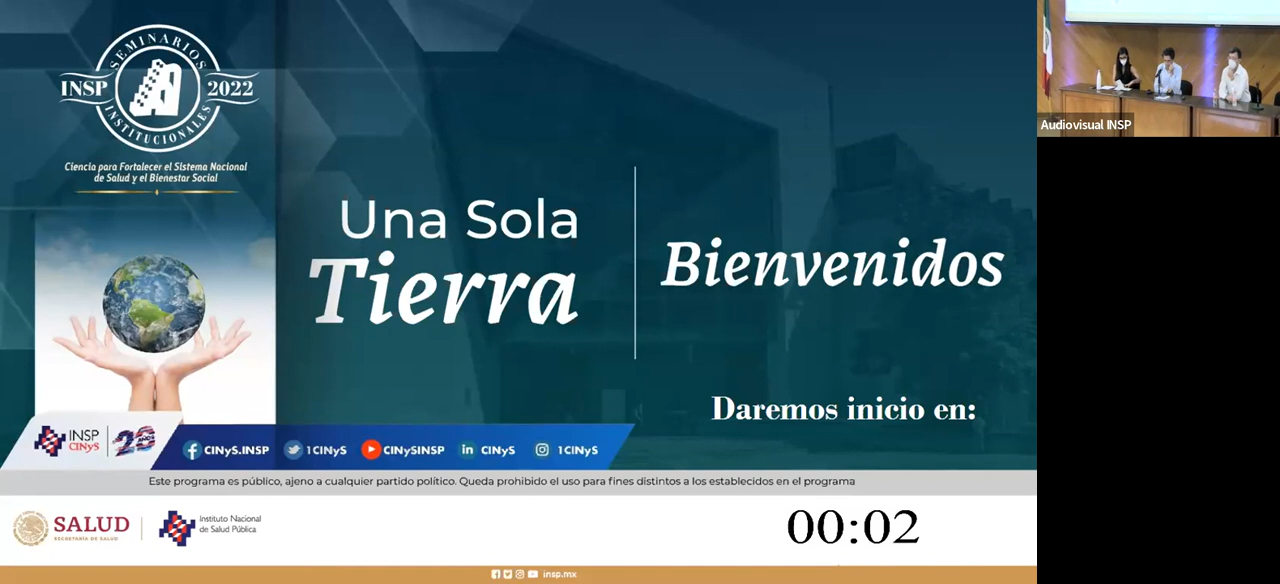 SEMINARIOS
INSP 2022
INSTITUCIONALES
Ciencia para Fortalecer el Sistema Nacional
de Salud y el Bienestar Social
Una Sola
Tierra
Bienvenidos
Daremos inicio en:
INSP
CINyS
28 AÑOS
CINyS.INSP 1CINyS CINySINSP CINyS 1CINyS
Este programa es público, ajeno a cualquier partido político. Queda prohibido el uso para fines distintos a los establecidos en el programa
SALUD
SECRETARÍA DE SALUD
Instituto Nacional
de Salud Pública
00:02
insp.mx
Audiovisual INSP